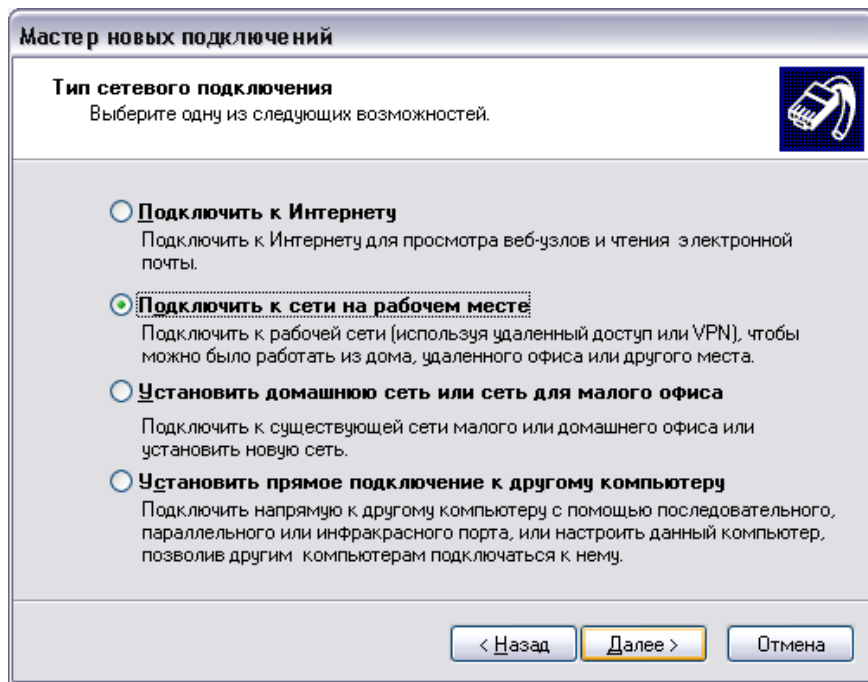 Мастер новых подключений
Тип сетевого подключения
Выберите одну из следующих возможностей.
Подключить к Интернету
Подключить к Интернету для просмотра веб-узлов и чтения электронной
почты.
Подключить к сети на рабочем месте
Подключить к рабочей сети (используя удаленный доступ или VPN), чтобы
можно было работать из дома, удаленного офиса или другого места.
Установить домашнюю сеть или сеть для малого офиса
Подключить к существующей сети малого или домашнего офиса или
установить новую сеть.
Установить прямое подключение к другому компьютеру
Подключить напрямую к другому компьютеру с помощью последовательного,
параллельного или инфракрасного порта, или настроить данный компьютер,
позволив другим компьютерам подключаться к нему.
< Назад
Далее >
Отмена